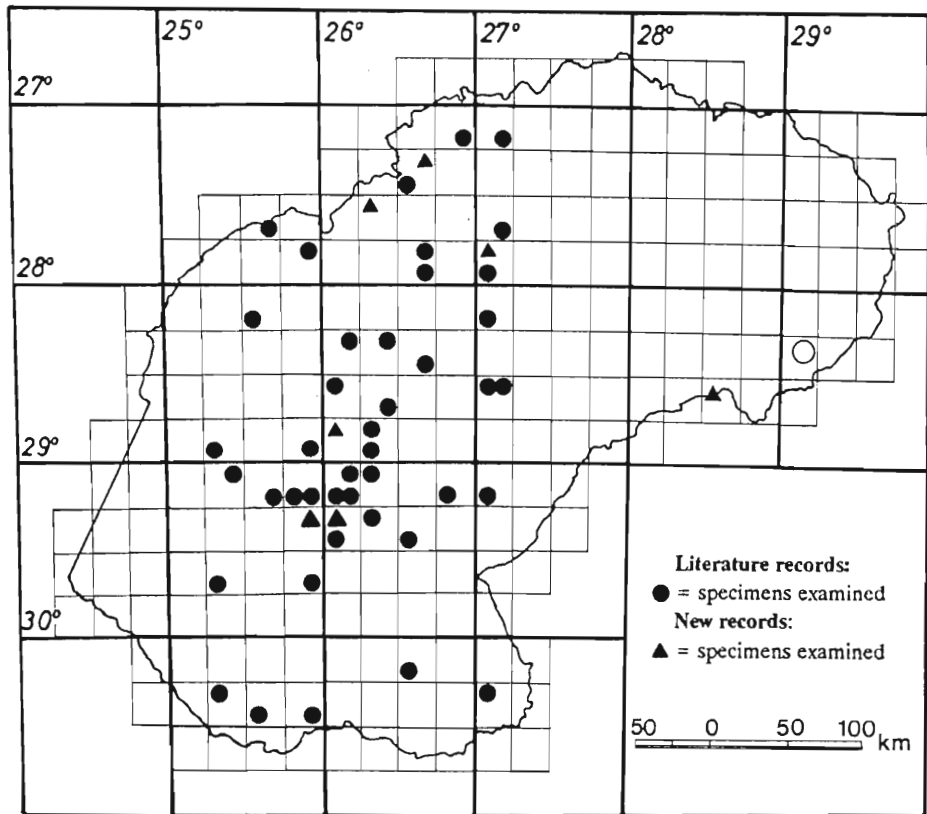 25° 26° 27° 28° 29°
27°
28°
29°
30°
Literature records:
● = specimens examined
New records:
▲ = specimens examined
50 0 50 100 km